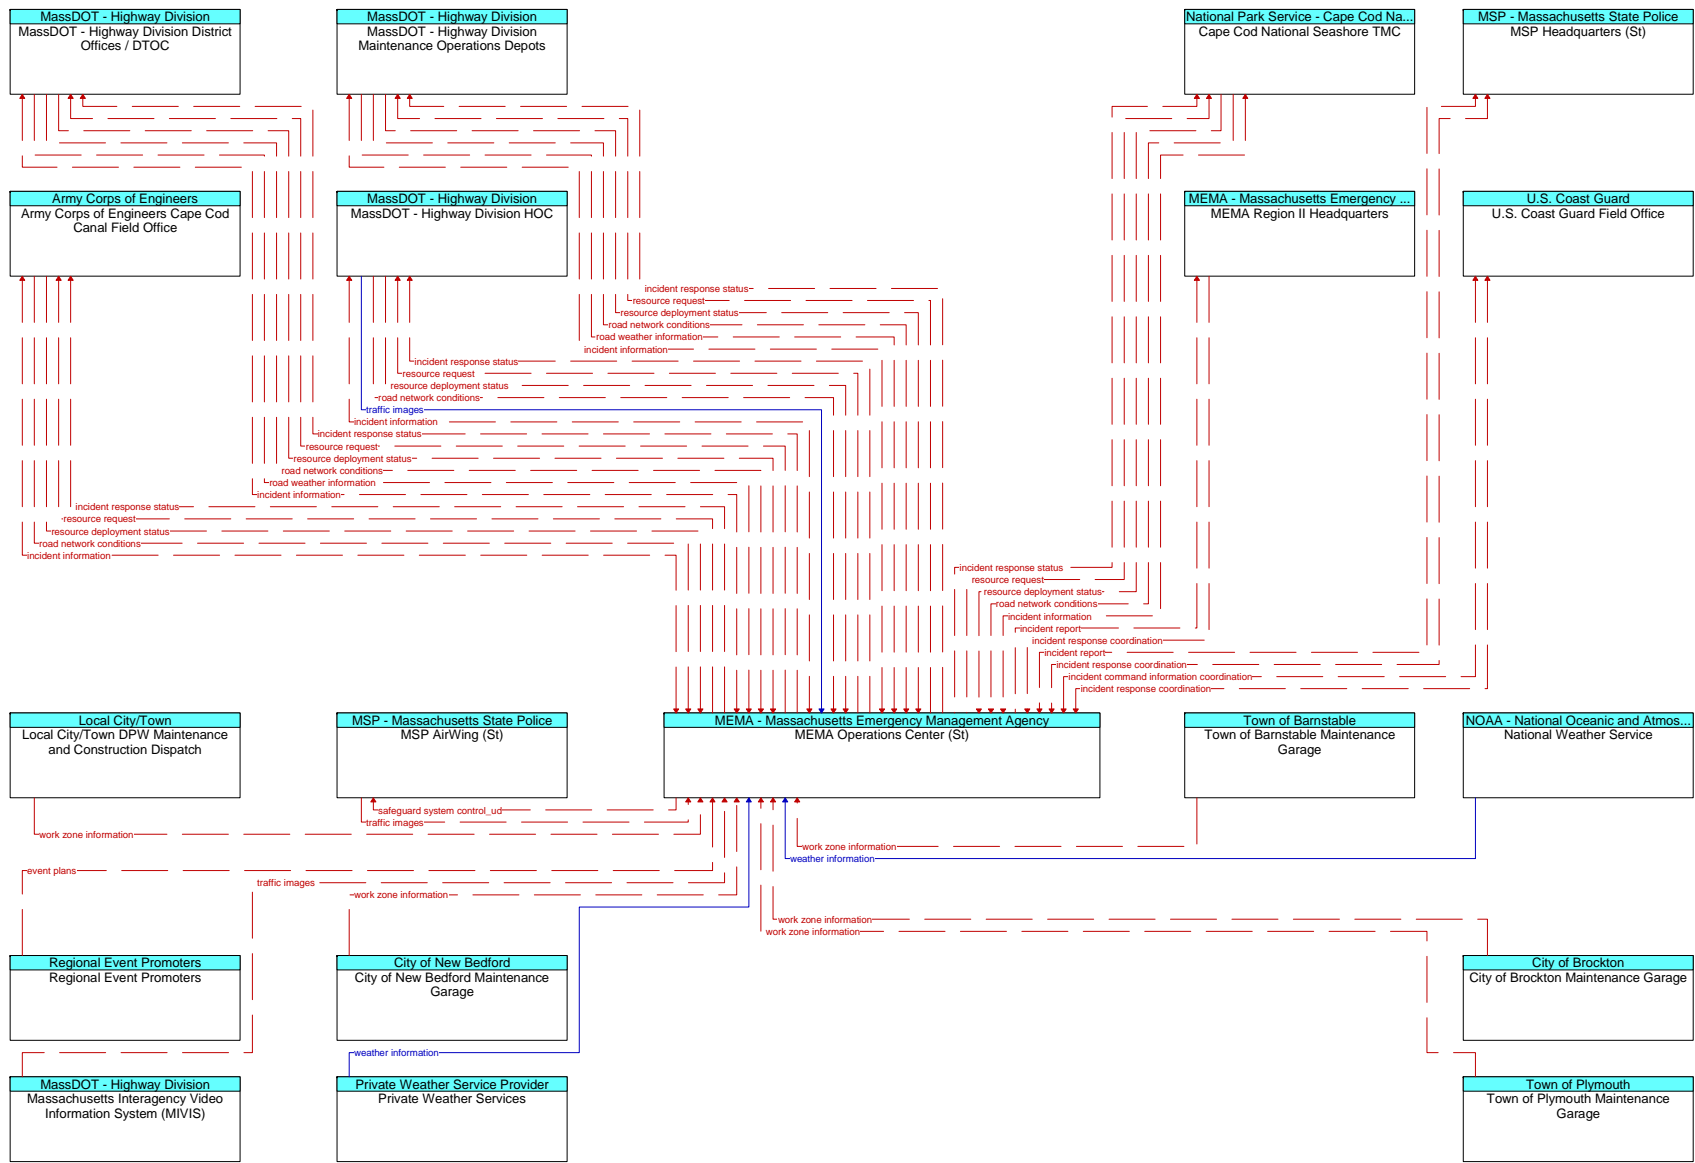 MassDOT - Highway Division
MassDOT - Highway Division District
Offices / DTOC
MassDOT - Highway Division
MassDOT - Highway Division
Maintenance Operations Depots
National Park Service - Cape Cod Na...
Cape Cod National Seashore TMC
MSP - Massachusetts State Police
MSP Headquarters (St)
Army Corps of Engineers
Army Corps of Engineers Cape Cod
Canal Field Office
MassDOT - Highway Division
MassDOT - Highway Division HOC
MEMA - Massachusetts Emergency ...
MEMA Region II Headquarters
U.S. Coast Guard
U.S. Coast Guard Field Office
incident response status
resource request
resource deployment status
road network conditions
road weather information
incident information
incident response status
resource request
resource deployment status
road network conditions
traffic images
incident information
incident response status
resource request
resource deployment status
road network conditions
road weather information
incident information
incident response status
resource request
resource deployment status
road network conditions
incident information
incident response status
resource request
resource deployment status
road network conditions
incident information
incident report
incident response coordination
incident report
incident response coordination
incident command information coordination
incident response coordination
Local City/Town
Local City/Town DPW Maintenance
and Construction Dispatch
MSP - Massachusetts State Police
MSP AirWing (St)
MEMA - Massachusetts Emergency Management Agency
MEMA Operations Center (St)
Town of Barnstable
Town of Barnstable Maintenance
Garage
NOAA - National Oceanic and Atmos...
National Weather Service
safeguard system control_ud
traffic images
work zone information
work zone information
weather information
event plans
traffic images
work zone information
work zone information
work zone information
Regional Event Promoters
Regional Event Promoters
City of New Bedford
City of New Bedford Maintenance
Garage
City of Brockton
City of Brockton Maintenance Garage
weather information
MassDOT - Highway Division
Massachusetts Interagency Video
Information System (MIVIS)
Private Weather Service Provider
Private Weather Services
Town of Plymouth
Town of Plymouth Maintenance
Garage